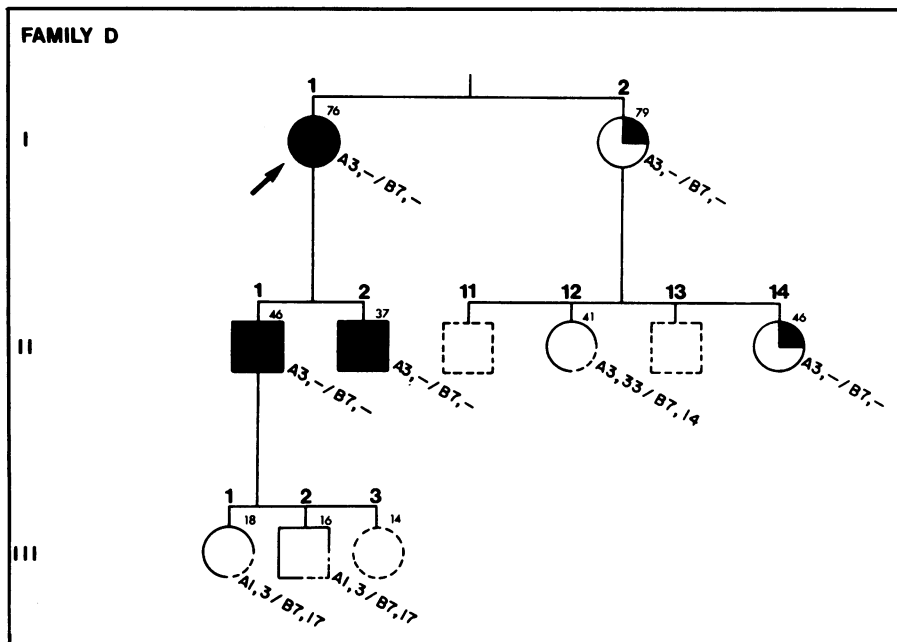 FAMILY D
1 2
76 79
I
A3,-/B7,- A3,-/B7,-
1 2 11 12 13 14
46 37 41 46
II
A3,-/B7,- A3,-/B7,- A3,33/B7,14 A3,-/B7,-
1 2 3
18 16 14
III
A1,3/B7,17 A1,3/B7,17